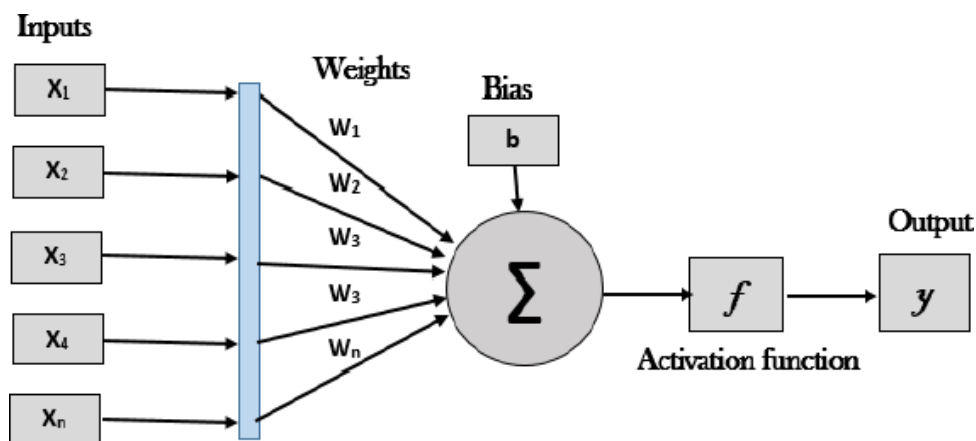 Inputs
X₁
X₂
X₃
X₄
Xₙ
Weights
W₁
W₂
W₃
W₃
Wₙ
Bias
b
Σ
f
Activation function
Output
y